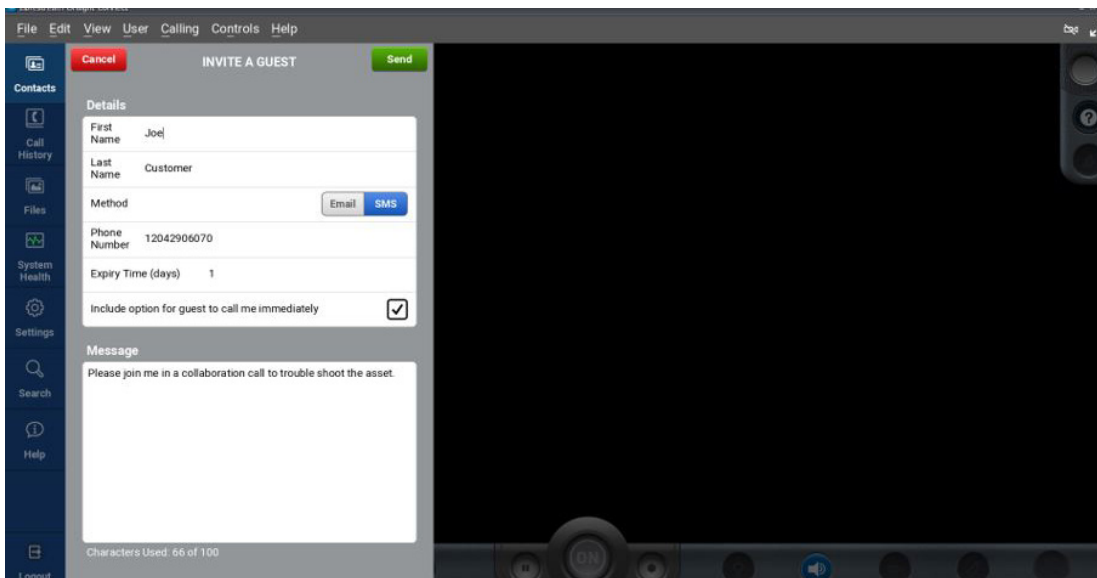 File Edit View User Calling Controls Help
Contacts
Call
History
Files
System
Health
Settings
Search
Help
Logout
Cancel INVITE A GUEST Send
Details
First
Name Joe
Last
Name Customer
Method Email SMS
Phone
Number 12042906070
Expiry Time (days) 1
Include option for guest to call me immediately
Message
Please join me in a collaboration call to trouble shoot the asset.
Characters Used: 66 of 100
ON